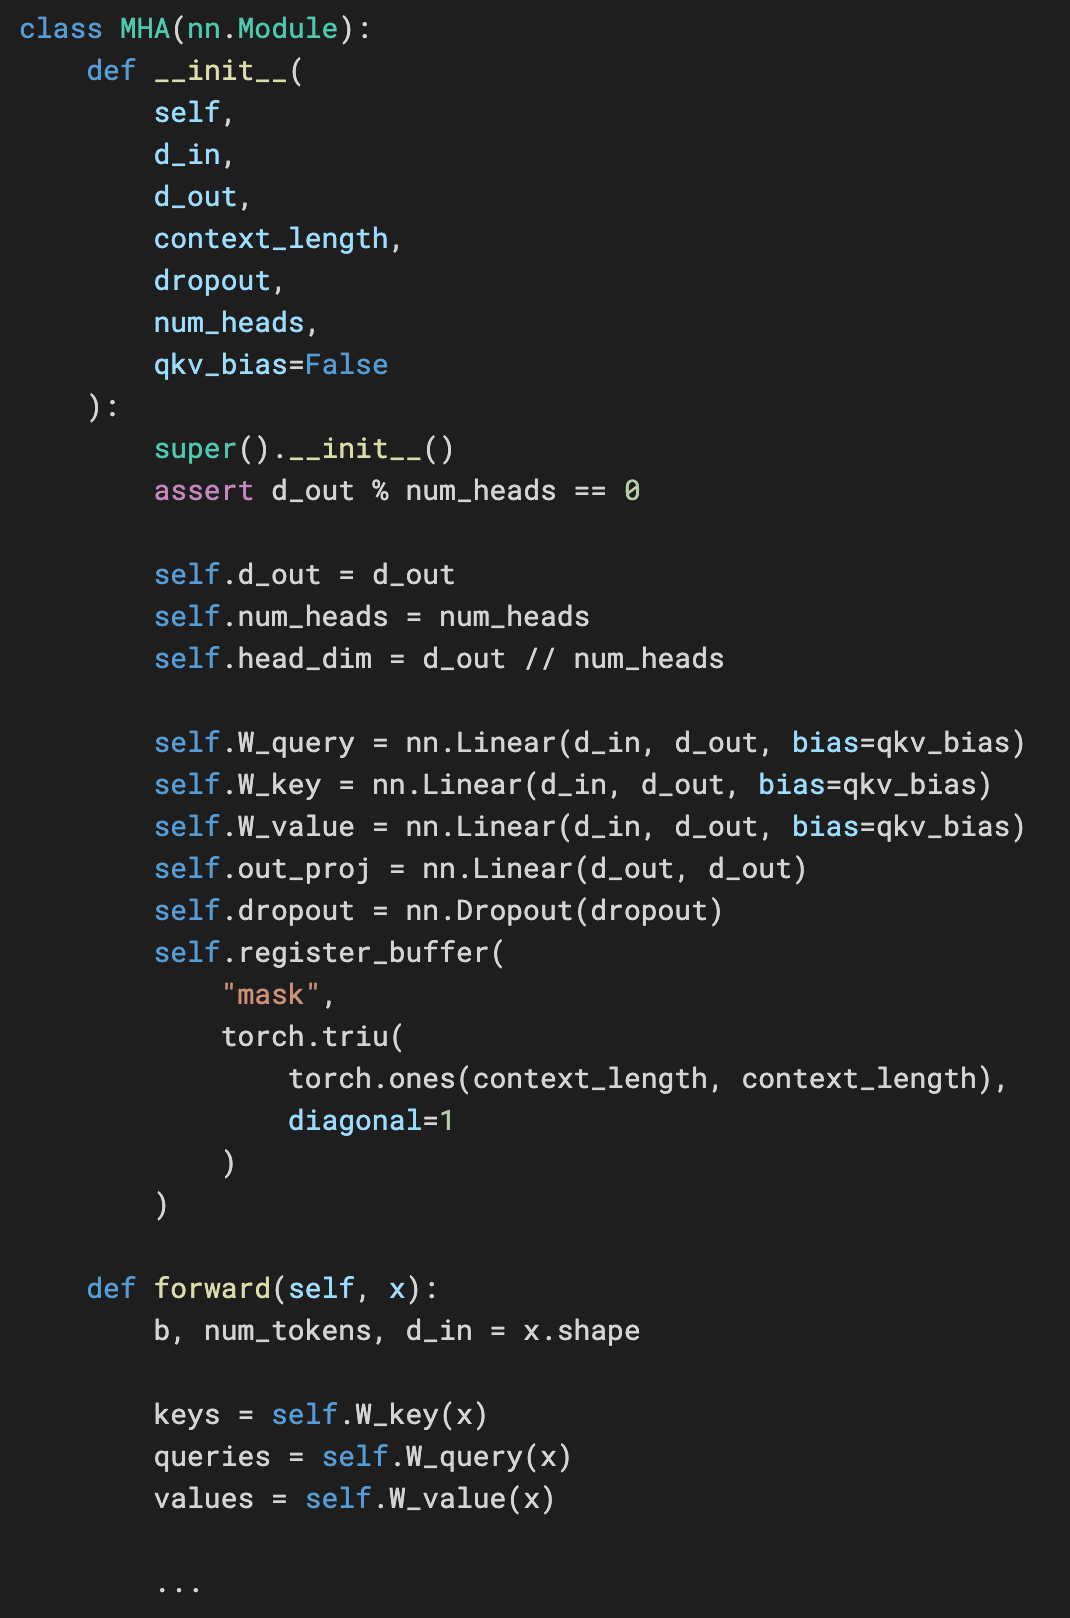 class MHA(nn.Module):
    def __init__(
        self,
        d_in,
        d_out,
        context_length,
        dropout,
        num_heads,
        qkv_bias=False
    ):
        super().__init__()
        assert d_out % num_heads == 0

        self.d_out = d_out
        self.num_heads = num_heads
        self.head_dim = d_out // num_heads

        self.W_query = nn.Linear(d_in, d_out, bias=qkv_bias)
        self.W_key = nn.Linear(d_in, d_out, bias=qkv_bias)
        self.W_value = nn.Linear(d_in, d_out, bias=qkv_bias)
        self.out_proj = nn.Linear(d_out, d_out)
        self.dropout = nn.Dropout(dropout)
        self.register_buffer(
            "mask",
            torch.triu(
                torch.ones(context_length, context_length),
                diagonal=1
            )
        )

    def forward(self, x):
        b, num_tokens, d_in = x.shape

        keys = self.W_key(x)
        queries = self.W_query(x)
        values = self.W_value(x)

        ...